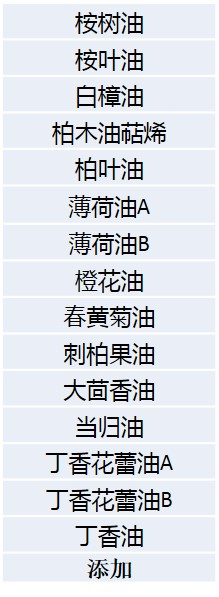 桉树油
桉叶油
白樟油
柏木油萜烯
柏叶油
薄荷油A
薄荷油B
橙花油
春黄菊油
刺柏果油
大茴香油
当归油
丁香花蕾油A
丁香花蕾油B
丁香油
添加